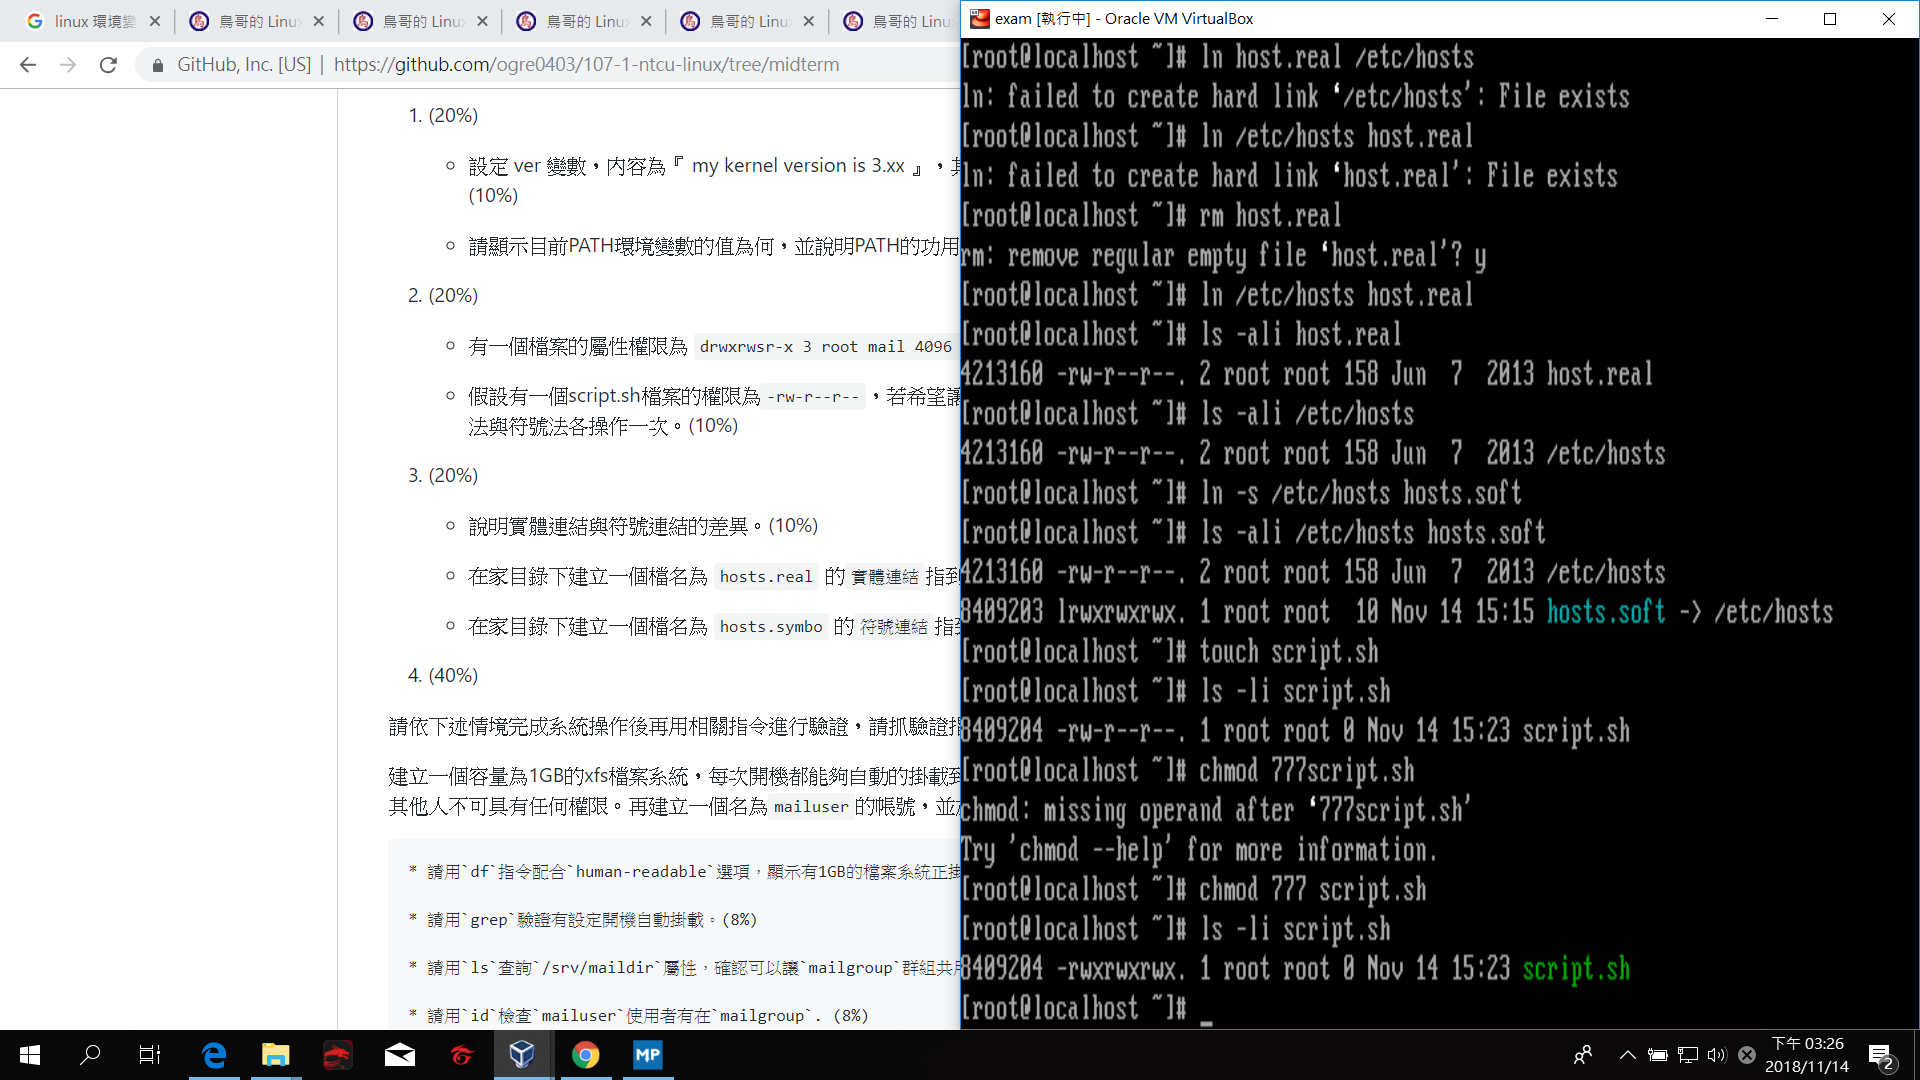 linux 環境變
鳥哥的 Linux
鳥哥的 Linux
鳥哥的 Linux
鳥哥的 Linux
鳥哥的 Linux
GitHub, Inc. [US] | https://github.com/ogre0403/107-1-ntcu-linux/tree/midterm
1. (20%)
設定 ver 變數，內容為『 my kernel version is 3.xx 』，其
(10%)
請顯示目前PATH環境變數的值為何，並說明PATH的功用
2. (20%)
有一個檔案的屬性權限為 drwxrwsr-x 3 root mail 4096
假設有一個script.sh檔案的權限為 -rw-r--r-- ，若希望讓
法與符號法各操作一次。(10%)
3. (20%)
說明實體連結與符號連結的差異。(10%)
在家目錄下建立一個檔名為 hosts.real 的 實體連結 指到
在家目錄下建立一個檔名為 hosts.symbo 的 符號連結 指到
4. (40%)
請依下述情境完成系統操作後再用相關指令進行驗證，請抓驗證指
建立一個容量為1GB的xfs檔案系統，每次開機都能夠自動的掛載到
其他人不可具有任何權限。再建立一個名為 mailuser 的帳號，並
* 請用`df`指令配合`human-readable`選項，顯示有1GB的檔案系統正掛
* 請用`grep`驗證有設定開機自動掛載。(8%)
* 請用`ls`查詢`/srv/maildir`屬性，確認可以讓`mailgroup`群組共用
* 請用`id`檢查`mailuser`使用者有在`mailgroup`. (8%)
exam [執行中] - Oracle VM VirtualBox
[root@localhost ~]# ln host.real /etc/hosts
ln: failed to create hard link ‘/etc/hosts’: File exists
[root@localhost ~]# ln /etc/hosts host.real
ln: failed to create hard link ‘host.real’: File exists
[root@localhost ~]# rm host.real
rm: remove regular empty file ‘host.real’? y
[root@localhost ~]# ln /etc/hosts host.real
[root@localhost ~]# ls -ali host.real
4213160 -rw-r--r--. 2 root root 158 Jun  7  2013 host.real
[root@localhost ~]# ls -ali /etc/hosts
4213160 -rw-r--r--. 2 root root 158 Jun  7  2013 /etc/hosts
[root@localhost ~]# ln -s /etc/hosts hosts.soft
[root@localhost ~]# ls -ali /etc/hosts hosts.soft
4213160 -rw-r--r--. 2 root root 158 Jun  7  2013 /etc/hosts
8409203 lrwxrwxrwx. 1 root root  10 Nov 14 15:15 hosts.soft -> /etc/hosts
[root@localhost ~]# touch script.sh
[root@localhost ~]# ls -li script.sh
8409204 -rw-r--r--. 1 root root 0 Nov 14 15:23 script.sh
[root@localhost ~]# chmod 777script.sh
chmod: missing operand after ‘777script.sh’
Try 'chmod --help' for more information.
[root@localhost ~]# chmod 777 script.sh
[root@localhost ~]# ls -li script.sh
8409204 -rwxrwxrwx. 1 root root 0 Nov 14 15:23 script.sh
[root@localhost ~]# _
MP
下午 03:26
2018/11/14
2